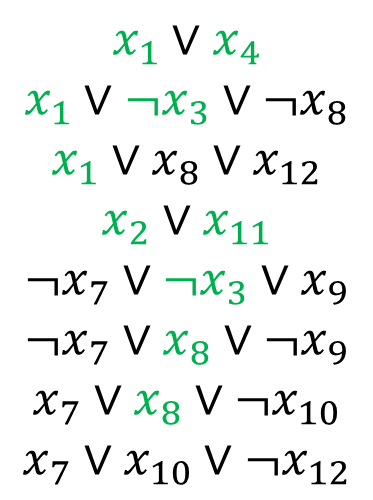 x₁ ∨ x₄
x₁ ∨ ¬x₃ ∨ ¬x₈
x₁ ∨ x₈ ∨ x₁₂
x₂ ∨ x₁₁
¬x₇ ∨ ¬x₃ ∨ x₉
¬x₇ ∨ x₈ ∨ ¬x₉
x₇ ∨ x₈ ∨ ¬x₁₀
x₇ ∨ x₁₀ ∨ ¬x₁₂